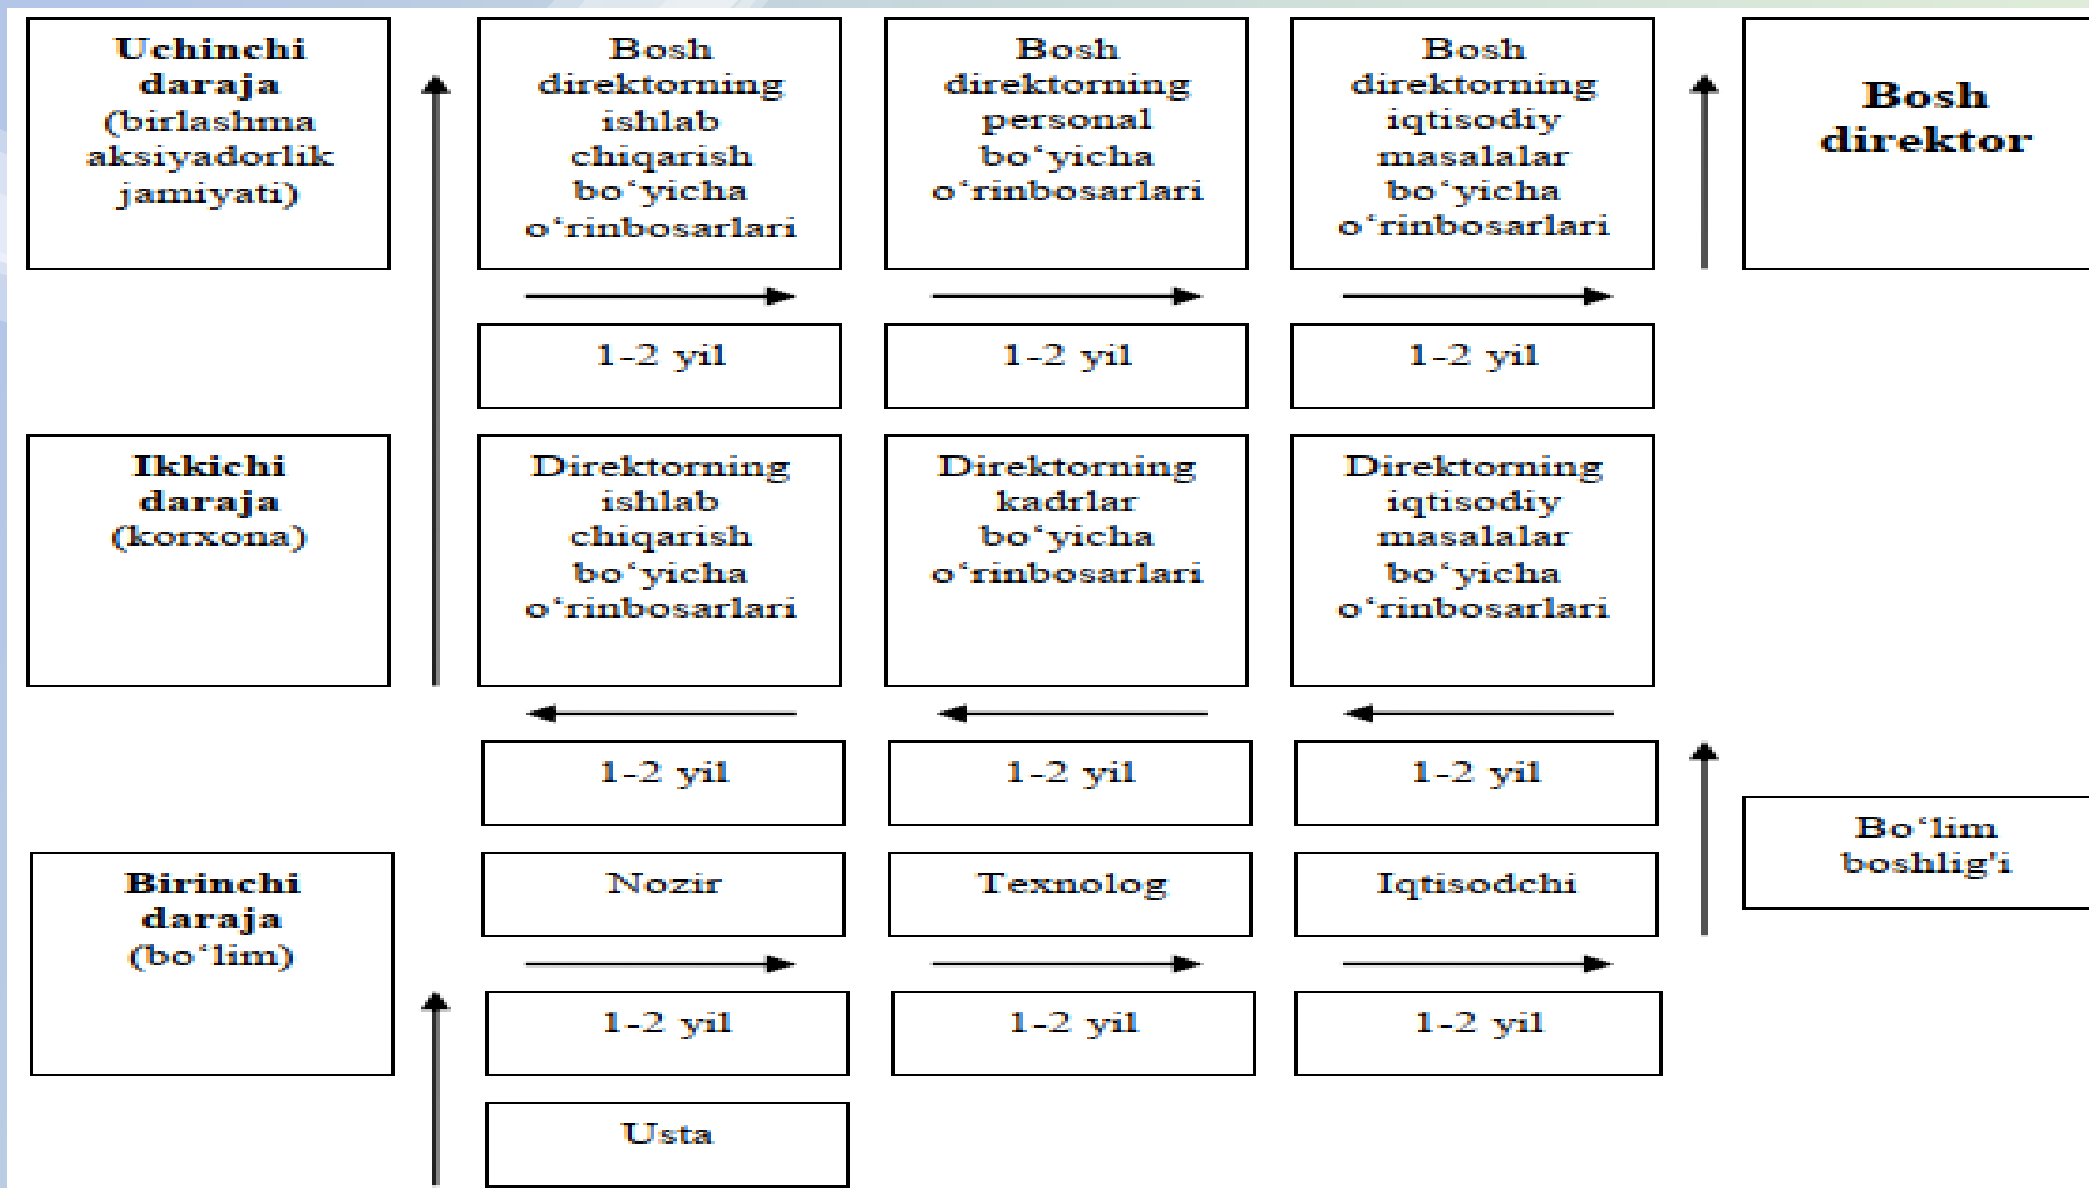 Uchinchi
daraja
(birlashma
aksiyadorlik
jamiyati)
Bosh
direktorning
ishlab
chiqarish
bo‘yicha
o‘rinbosarlari
Bosh
direktorning
personal
bo‘yicha
o‘rinbosarlari
Bosh
direktorning
iqtisodiy
masalalar
bo‘yicha
o‘rinbosarlari
Bosh
direktor
1-2 yil
1-2 yil
1-2 yil
Ikkichi
daraja
(korxona)
Direktorning
ishlab
chiqarish
bo‘yicha
o‘rinbosarlari
Direktorning
kadrlar
bo‘yicha
o‘rinbosarlari
Direktorning
iqtisodiy
masalalar
bo‘yicha
o‘rinbosarlari
1-2 yil
1-2 yil
1-2 yil
Bo‘lim
boshlig'i
Birinchi
daraja
(bo‘lim)
Nozir
Texnolog
Iqtisodchi
1-2 yil
1-2 yil
1-2 yil
Usta